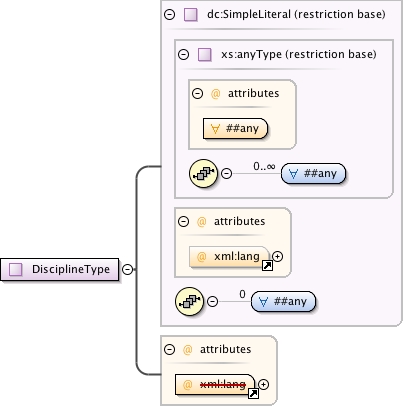 dc:SimpleLiteral (restriction base)
xs:anyType (restriction base)
@ attributes
∀ ##any
0..∞
∀ ##any
@ attributes
@ xml:lang
DisciplineType
0
∀ ##any
@ attributes
@ xml:lang